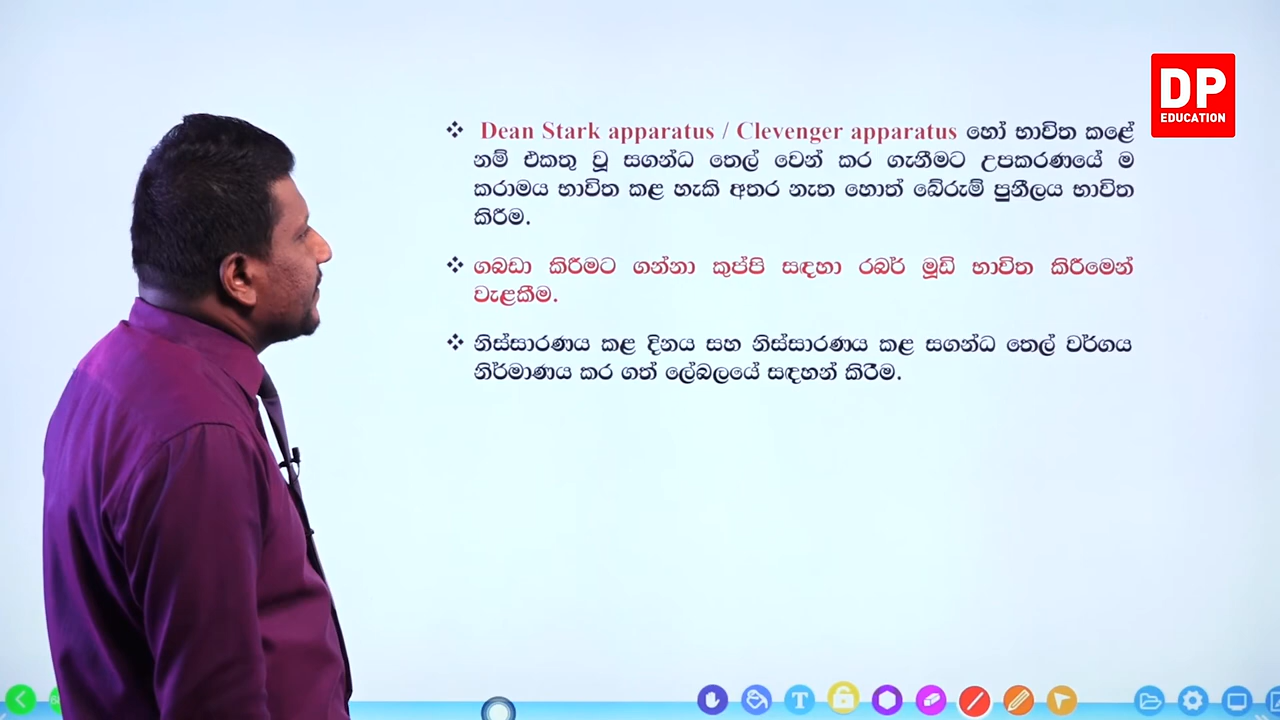 DP
EDUCATION
❖ Dean Stark apparatus / Clevenger apparatus හෝ භාවිත කළේ
නම් එකතු වූ සගන්ධ තෙල් වෙන් කර ගැනීමට උපකරණයේ ම
කරාමය භාවිත කළ හැකි අතර නැත හොත් බේරුම් පුනීලය භාවිත
කිරීම.
❖ ගබඩා කිරීමට ගන්නා කුප්පි සඳහා රබර් මූඩි භාවිත කිරීමෙන්
වැළකීම.
❖ නිස්සාරණය කළ දිනය සහ නිස්සාරණය කළ සගන්ධ තෙල් වර්ගය
නිර්මාණය කර ගත් ලේබලයේ සඳහන් කිරීම.